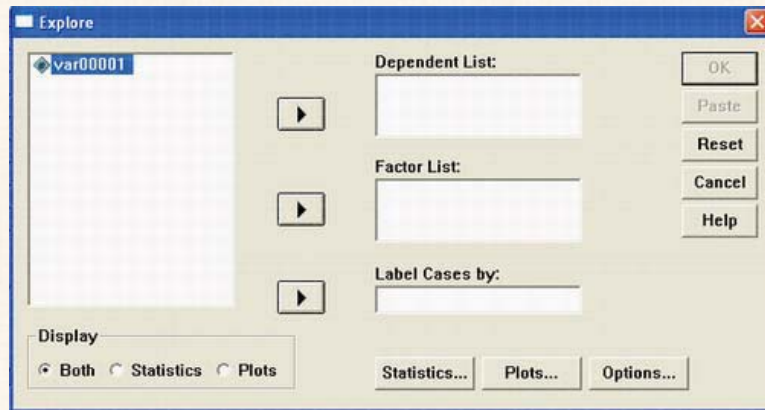 Explore
var00001
Dependent List:
Factor List:
Label Cases by:
OK
Paste
Reset
Cancel
Help
Display
Both Statistics Plots
Statistics... Plots... Options...